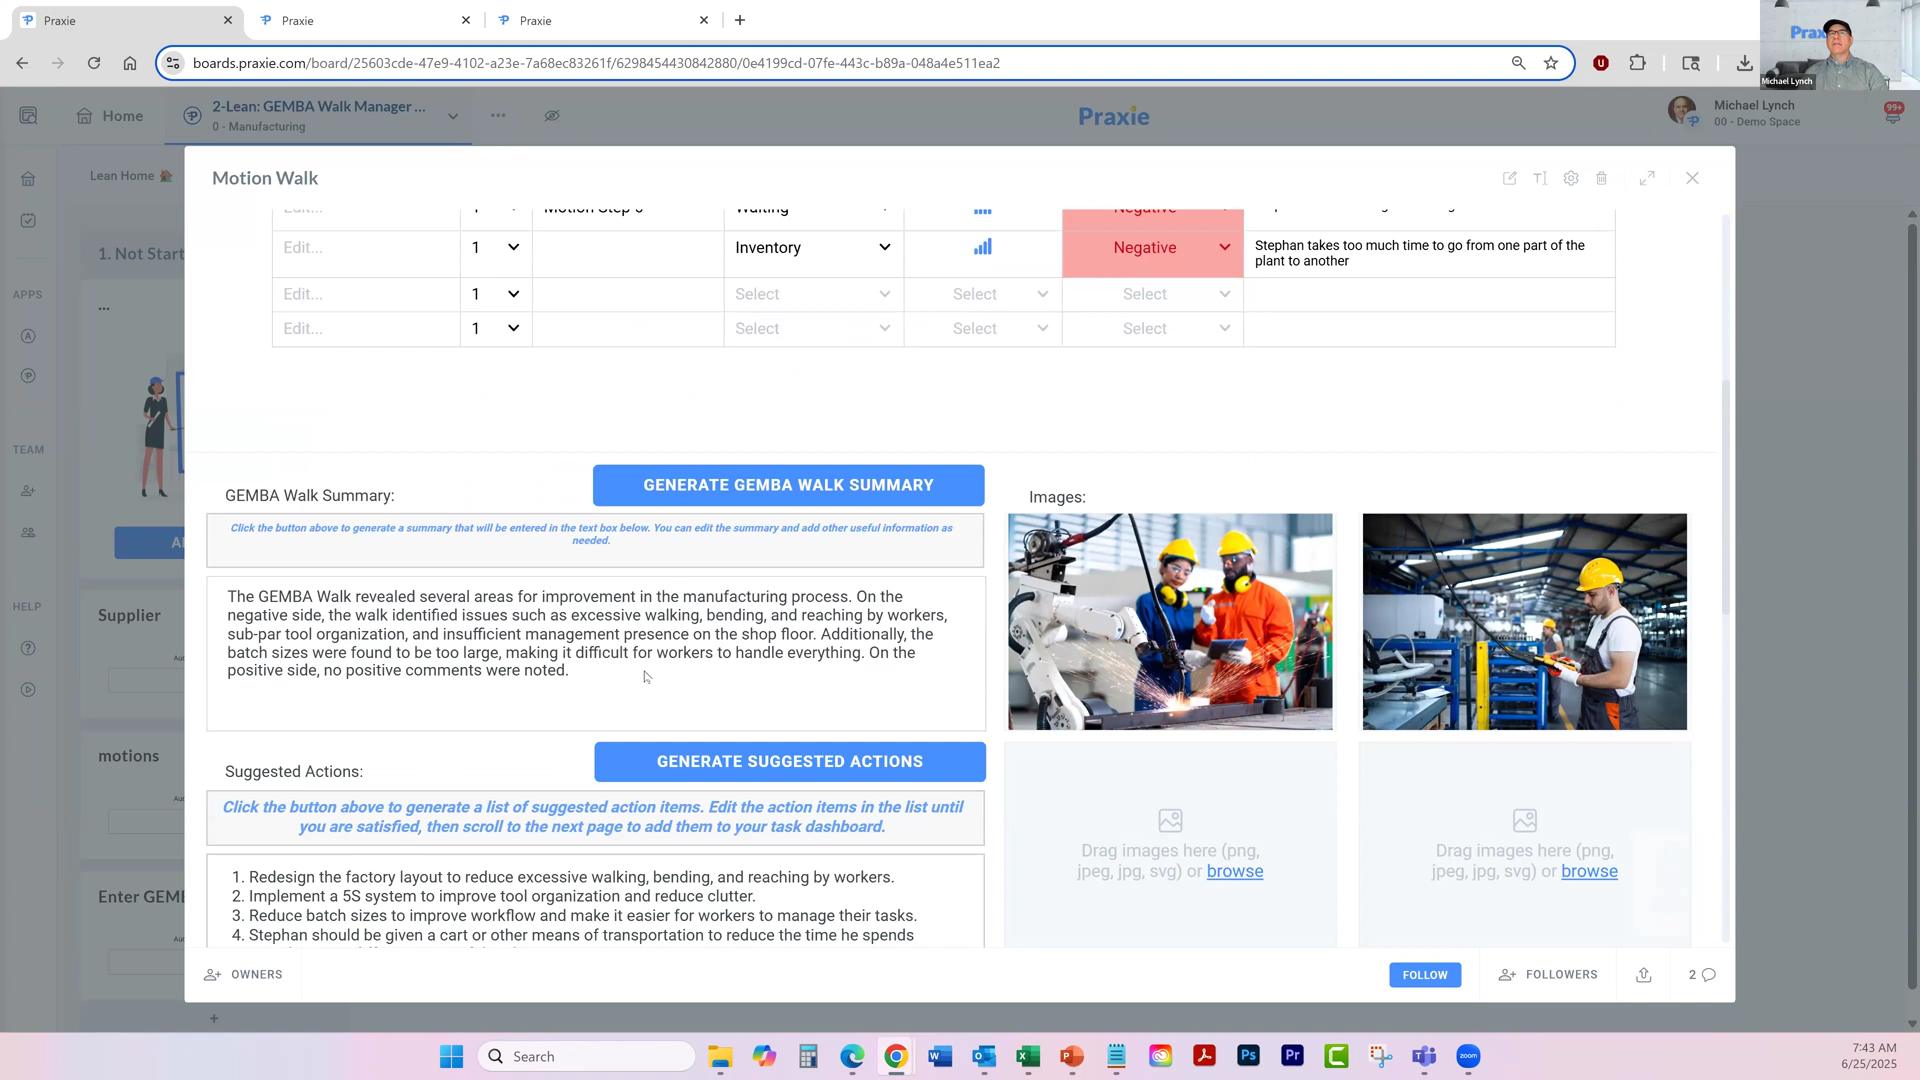 Praxie
Praxie
Praxie
boards.praxie.com/board/25603cde-47e9-4102-a23e-7a68ec83261f/6298454430842880/0e4199cd-07fe-443c-b89a-048a4e511ea2
Michael Lynch
Home
2-Lean: GEMBA Walk Manager ...
0 - Manufacturing
Praxie
Michael Lynch
00 - Demo Space
99+
Lean Home
Motion Walk
1. Not Start
Waiting
Negative
Edit...
1
Inventory
Negative
Stephan takes too much time to go from one part of the
plant to another
Edit...
1
Select
Select
Select
Edit...
1
Select
Select
Select
APPS
TEAM
HELP
Supplier
motions
Enter GEMB
GEMBA Walk Summary:
GENERATE GEMBA WALK SUMMARY
Click the button above to generate a summary that will be entered in the text box below. You can edit the summary and add other useful information as
needed.
The GEMBA Walk revealed several areas for improvement in the manufacturing process. On the
negative side, the walk identified issues such as excessive walking, bending, and reaching by workers,
sub-par tool organization, and insufficient management presence on the shop floor. Additionally, the
batch sizes were found to be too large, making it difficult for workers to handle everything. On the
positive side, no positive comments were noted.
Suggested Actions:
GENERATE SUGGESTED ACTIONS
Click the button above to generate a list of suggested action items. Edit the action items in the list until
you are satisfied, then scroll to the next page to add them to your task dashboard.
1. Redesign the factory layout to reduce excessive walking, bending, and reaching by workers.
2. Implement a 5S system to improve tool organization and reduce clutter.
3. Reduce batch sizes to improve workflow and make it easier for workers to manage their tasks.
4. Stephan should be given a cart or other means of transportation to reduce the time he spends
Images:
Drag images here (png,
jpeg, jpg, svg) or browse
Drag images here (png,
jpeg, jpg, svg) or browse
OWNERS
FOLLOW
FOLLOWERS
2
Search
7:43 AM
6/25/2025